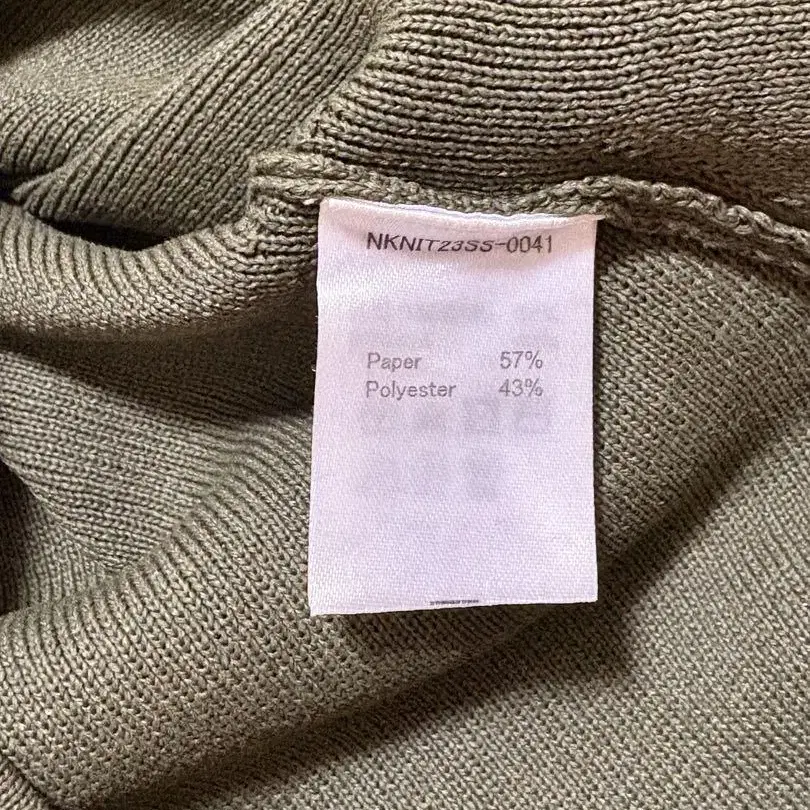 NKNIT23SS-0041
Paper 57%
Polyester 43%